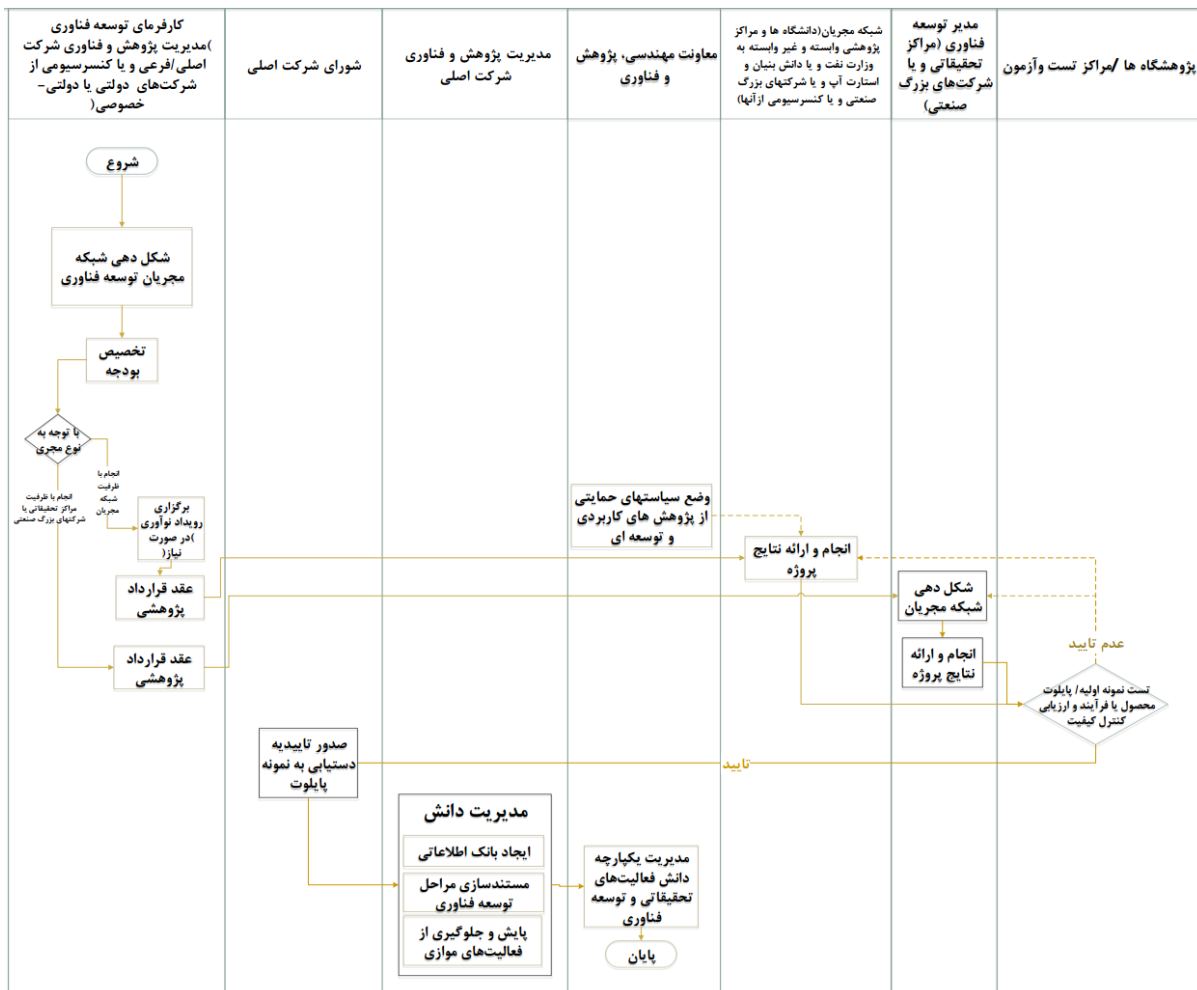 کارفرمای توسعه فناوری
)مدیریت پژوهش و فناوری شرکت
اصلی/فرعی و یا کنسرسیومی از
شرکت‌های دولتی یا دولتی-
خصوصی(
شورای شرکت اصلی
مدیریت پژوهش و فناوری
شرکت اصلی
معاونت مهندسی، پژوهش
و فناوری
شبکه مجریان(دانشگاه ها و مراکز
پژوهشی وابسته و غیر وابسته به
وزارت نفت و یا دانش بنیان و
استارت آپ و یا شرکتهای بزرگ
صنعتی و یا کنسرسیومی ازآنها)
مدیر توسعه
فناوری (مراکز
تحقیقاتی و یا
شرکت‌های بزرگ
صنعتی)
پژوهشگاه ها /مراکز تست وآزمون
شروع
شکل دهی شبکه
مجریان توسعه فناوری
تخصیص
بودجه
با توجه به
نوع مجری
انجام با
ظرفیت
شبکه
مجریان
انجام با ظرفیت
مراکز تحقیقاتی یا
شرکتهای بزرگ صنعتی
برگزاری
رویداد نوآوری
)در صورت
نیاز(
عقد قرارداد
پژوهشی
عقد قرارداد
پژوهشی
وضع سیاستهای حمایتی
از پژوهش های کاربردی
و توسعه ای
انجام و ارائه نتایج
پروژه
شکل دهی
شبکه مجریان
انجام و ارائه
نتایج پروژه
عدم تایید
تست نمونه اولیه/ پایلوت
محصول یا فرآیند و ارزیابی
کنترل کیفیت
تایید
صدور تاییدیه
دستیابی به نمونه
پایلوت
مدیریت دانش
ایجاد بانک اطلاعاتی
مستندسازی مراحل
توسعه فناوری
پایش و جلوگیری از
فعالیت‌های موازی
مدیریت یکپارچه
دانش فعالیت‌های
تحقیقاتی و توسعه
فناوری
پایان